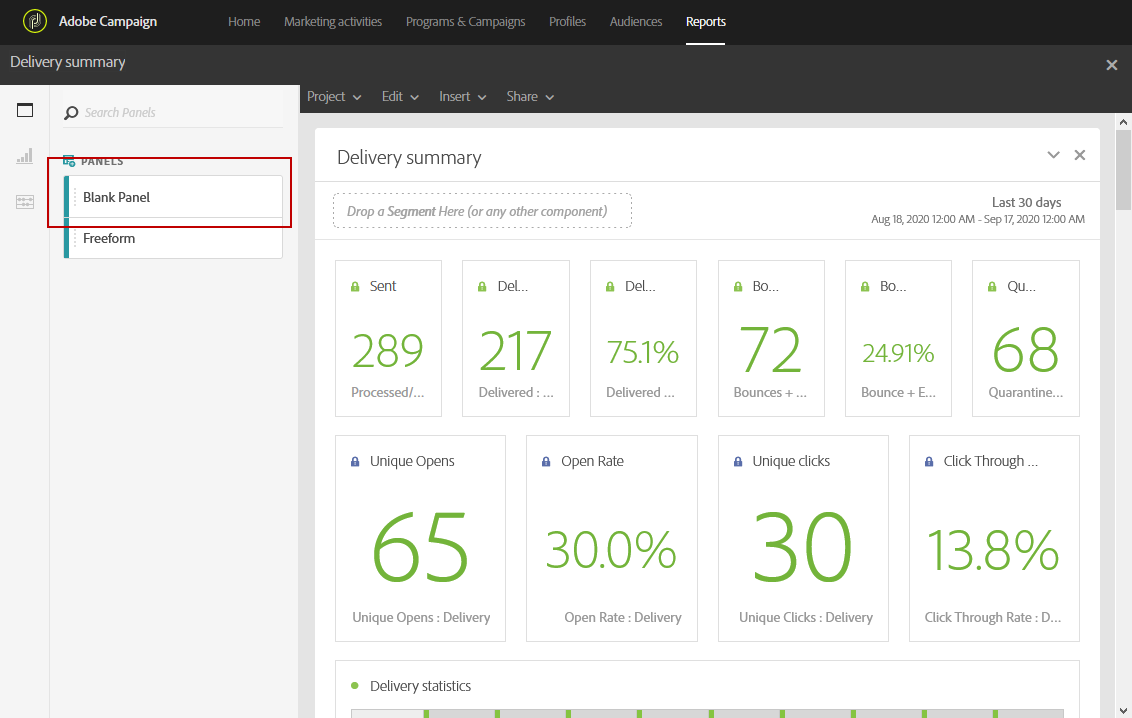 Adobe Campaign Home Marketing activities Programs & Campaigns Profiles Audiences Reports
Delivery summary
Search Panels
PANELS
Blank Panel
Freeform
Project Edit Insert Share
Delivery summary
Drop a Segment Here (or any other component)
Last 30 days
Aug 18, 2020 12:00 AM - Sep 17, 2020 12:00 AM
Sent
289
Processed/...
Del...
217
Delivered : ...
Del...
75.1%
Delivered ...
Bo...
72
Bounces + ...
Bo...
24.91%
Bounce + E...
Qu...
68
Quarantine...
Unique Opens
65
Unique Opens : Delivery
Open Rate
30.0%
Open Rate : Delivery
Unique clicks
30
Unique Clicks : Delivery
Click Through ...
13.8%
Click Through Rate : D...
Delivery statistics